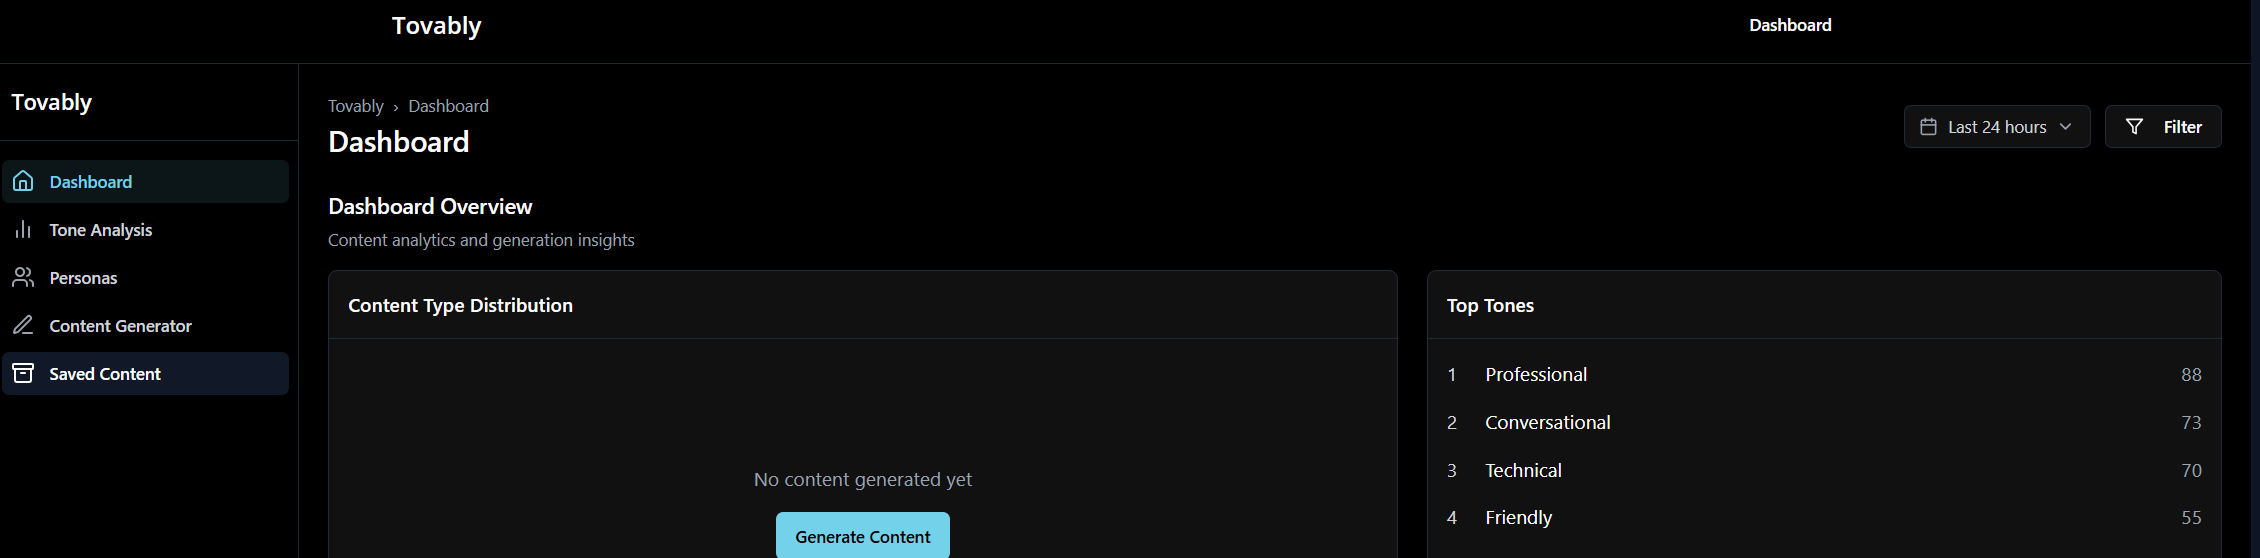 Tovably
Dashboard
Tovably
Dashboard
Tone Analysis
Personas
Content Generator
Saved Content
Tovably › Dashboard
Dashboard
Last 24 hours
Filter
Dashboard Overview
Content analytics and generation insights
Content Type Distribution
No content generated yet
Generate Content
Top Tones
1 Professional 88
2 Conversational 73
3 Technical 70
4 Friendly 55